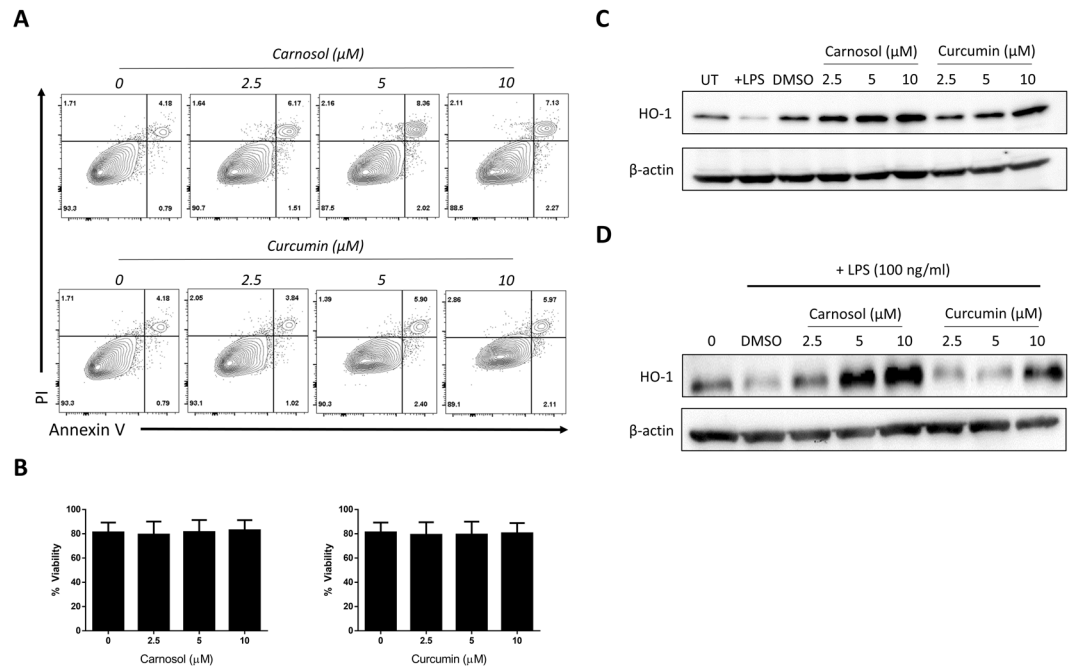 A
Carnosol (μM)
0 2.5 5 10
1.71 4.18 1.64 6.17 2.16 8.36 2.11 7.13
93.3 0.79 90.7 1.51 87.5 2.02 88.5 2.27
Curcumin (μM)
0 2.5 5 10
1.71 4.18 2.05 3.84 1.39 5.90 2.86 5.97
93.3 0.79 93.1 1.02 90.3 2.40 89.1 2.11
PI
Annexin V
B
% Viability
100
80
60
40
20
0
0 2.5 5 10
Carnosol (μM)
% Viability
100
80
60
40
20
0
0 2.5 5 10
Curcumin (μM)
C
Carnosol (μM) Curcumin (μM)
UT +LPS DMSO 2.5 5 10 2.5 5 10
HO-1
β-actin
D
+ LPS (100 ng/ml)
Carnosol (μM) Curcumin (μM)
0 DMSO 2.5 5 10 2.5 5 10
HO-1
β-actin